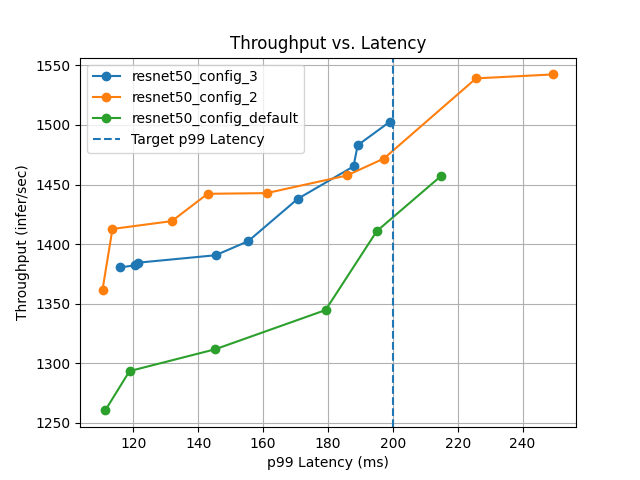 Throughput vs. Latency
resnet50_config_3
resnet50_config_2
resnet50_config_default
Target p99 Latency
Throughput (infer/sec)
1550
1500
1450
1400
1350
1300
1250
120 140 160 180 200 220 240
p99 Latency (ms)